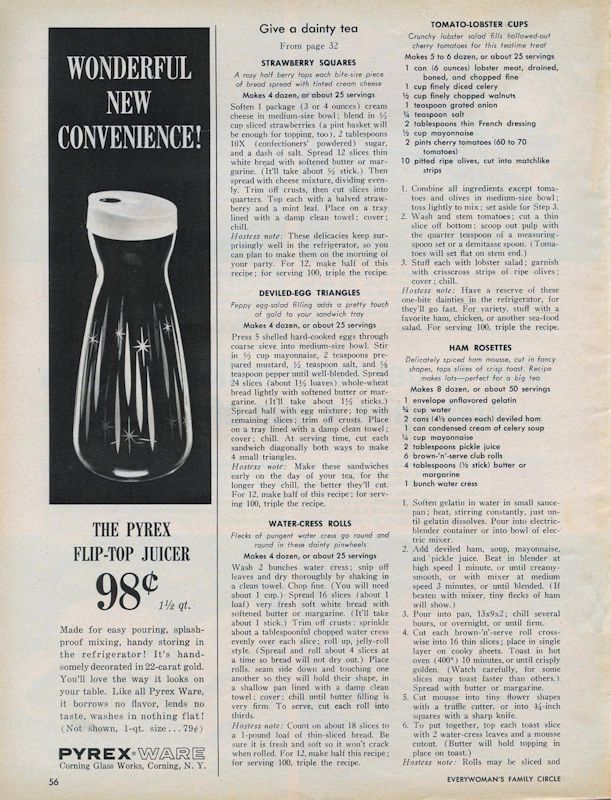 WONDERFUL
NEW
CONVENIENCE!
THE PYREX
FLIP-TOP JUICER
98¢ 1½ qt.
Made for easy pouring, splash-
proof mixing, handy storing in
the refrigerator! It's hand-
somely decorated in 22-carat gold.
You'll love the way it looks on
your table. Like all Pyrex Ware,
it borrows no flavor, lends no
taste, washes in nothing flat!
(Not shown, 1-qt. size...79¢)
PYREX® WARE
Corning Glass Works, Corning, N. Y.
56
Give a dainty tea
From page 32
STRAWBERRY SQUARES
A rosy half berry tops each bite-size piece
of bread spread with tinted cream cheese
Makes 4 dozen, or about 25 servings
Soften 1 package (3 or 4 ounces) cream
cheese in medium-size bowl; blend in ½
cup sliced strawberries (a pint basket will
be enough for topping, too), 2 tablespoons
10X (confectioners' powdered) sugar,
and a dash of salt. Spread 12 slices thin
white bread with softened butter or mar-
garine. (It'll take about ½ stick.) Then
spread with cheese mixture, dividing even-
ly. Trim off crusts, then cut slices into
quarters. Top each with a halved straw-
berry and a mint leaf. Place on a tray
lined with a damp clean towel; cover;
chill.
Hostess note: These delicacies keep sur-
prisingly well in the refrigerator, so you
can plan to make them on the morning of
your party. For 12, make half of this
recipe; for serving 100, triple the recipe.
DEVILED-EGG TRIANGLES
Peppy egg-salad filling adds a pretty touch
of gold to your sandwich tray
Makes 4 dozen, or about 25 servings
Press 5 shelled hard-cooked eggs through
coarse sieve into medium-size bowl. Stir
in ½ cup mayonnaise, 2 teaspoons pre-
pared mustard, ½ teaspoon salt, and ⅛
teaspoon pepper until well-blended. Spread
24 slices (about 1½ loaves) whole-wheat
bread lightly with softened butter or mar-
garine. (It'll take about 1½ sticks.)
Spread half with egg mixture; top with
remaining slices; trim off crusts. Place
on a tray lined with a damp clean towel;
cover; chill. At serving time, cut each
sandwich diagonally both ways to make
4 small triangles.
Hostess note: Make these sandwiches
early on the day of your tea, for the
longer they chill, the better they'll cut.
For 12, make half of this recipe; for serv-
ing 100, triple the recipe.
WATER-CRESS ROLLS
Flecks of pungent water cress go round and
round in these dainty pinwheels
Makes 4 dozen, or about 25 servings
Wash 2 bunches water cress; snip off
leaves and dry thoroughly by shaking in
a clean towel. Chop fine. (You will need
about 1 cup.) Spread 16 slices (about 1
loaf) very fresh soft white bread with
softened butter or margarine. (It'll take
about 1 stick.) Trim off crusts; sprinkle
about a tablespoonful chopped water cress
evenly over each slice; roll up, jelly-roll
style. (Spread and roll about 4 slices at
a time so bread will not dry out.) Place
rolls, seam side down and touching one
another so they will hold their shape, in
a shallow pan lined with a damp clean
towel; cover; chill until butter filling is
very firm. To serve, cut each roll into
thirds.
Hostess note: Count on about 18 slices to
a 1-pound loaf of thin-sliced bread. Be
sure it is fresh and soft so it won't crack
when rolled. For 12, make half this recipe;
for serving 100, triple the recipe.
TOMATO-LOBSTER CUPS
Crunchy lobster salad fills hollowed-out
cherry tomatoes for this teatime treat
Makes 5 to 6 dozen, or about 25 servings
1 can (6 ounces) lobster meat, drained,
boned, and chopped fine
1 cup finely diced celery
½ cup finely chopped walnuts
1 teaspoon grated onion
¼ teaspoon salt
2 tablespoons thin French dressing
½ cup mayonnaise
2 pints cherry tomatoes (60 to 70
tomatoes)
10 pitted ripe olives, cut into matchlike
strips
1. Combine all ingredients except toma-
toes and olives in medium-size bowl;
toss lightly to mix; set aside for Step 3.
2. Wash and stem tomatoes; cut a thin
slice off bottom; scoop out pulp with
the quarter teaspoon of a measuring-
spoon set or a demitasse spoon. (Toma-
toes will set flat on stem end.)
3. Stuff each with lobster salad; garnish
with crisscross strips of ripe olives;
cover; chill.
Hostess note: Have a reserve of these
one-bite dainties in the refrigerator, for
they'll go fast. For variety, stuff with a
favorite ham, chicken, or another sea-food
salad. For serving 100, triple the recipe.
HAM ROSETTES
Delicately spiced ham mousse, cut in fancy
shapes, tops slices of crisp toast. Recipe
makes lots—perfect for a big tea
Makes 8 dozen, or about 50 servings
1 envelope unflavored gelatin
¾ cup water
2 cans (4½ ounces each) deviled ham
1 can condensed cream of celery soup
¼ cup mayonnaise
2 tablespoons pickle juice
6 brown-'n'-serve club rolls
4 tablespoons (½ stick) butter or
margarine
1 bunch water cress
1. Soften gelatin in water in small sauce-
pan; heat, stirring constantly, just un-
til gelatin dissolves. Pour into electric-
blender container or into bowl of elec-
tric mixer.
2. Add deviled ham, soup, mayonnaise,
and pickle juice. Beat in blender at
high speed 1 minute, or until creamy-
smooth, or with mixer at medium
speed 3 minutes, or until blended. (If
beaten with mixer, tiny flecks of ham
will show.)
3. Pour into pan, 13x9x2; chill several
hours, or overnight, or until firm.
4. Cut each brown-'n'-serve roll cross-
wise into 16 thin slices; place in single
layer on cooky sheets. Toast in hot
oven (400°) 10 minutes, or until crisply
golden. (Watch carefully, for some
slices may toast faster than others.)
Spread with butter or margarine.
5. Cut mousse into tiny flower shapes
with a truffle cutter, or into ¾-inch
squares with a sharp knife.
6. To put together, top each toast slice
with 2 water-cress leaves and a mousse
cutout. (Butter will hold topping in
place on toast.)
Hostess note: Rolls may be sliced and
EVERYWOMAN'S FAMILY CIRCLE